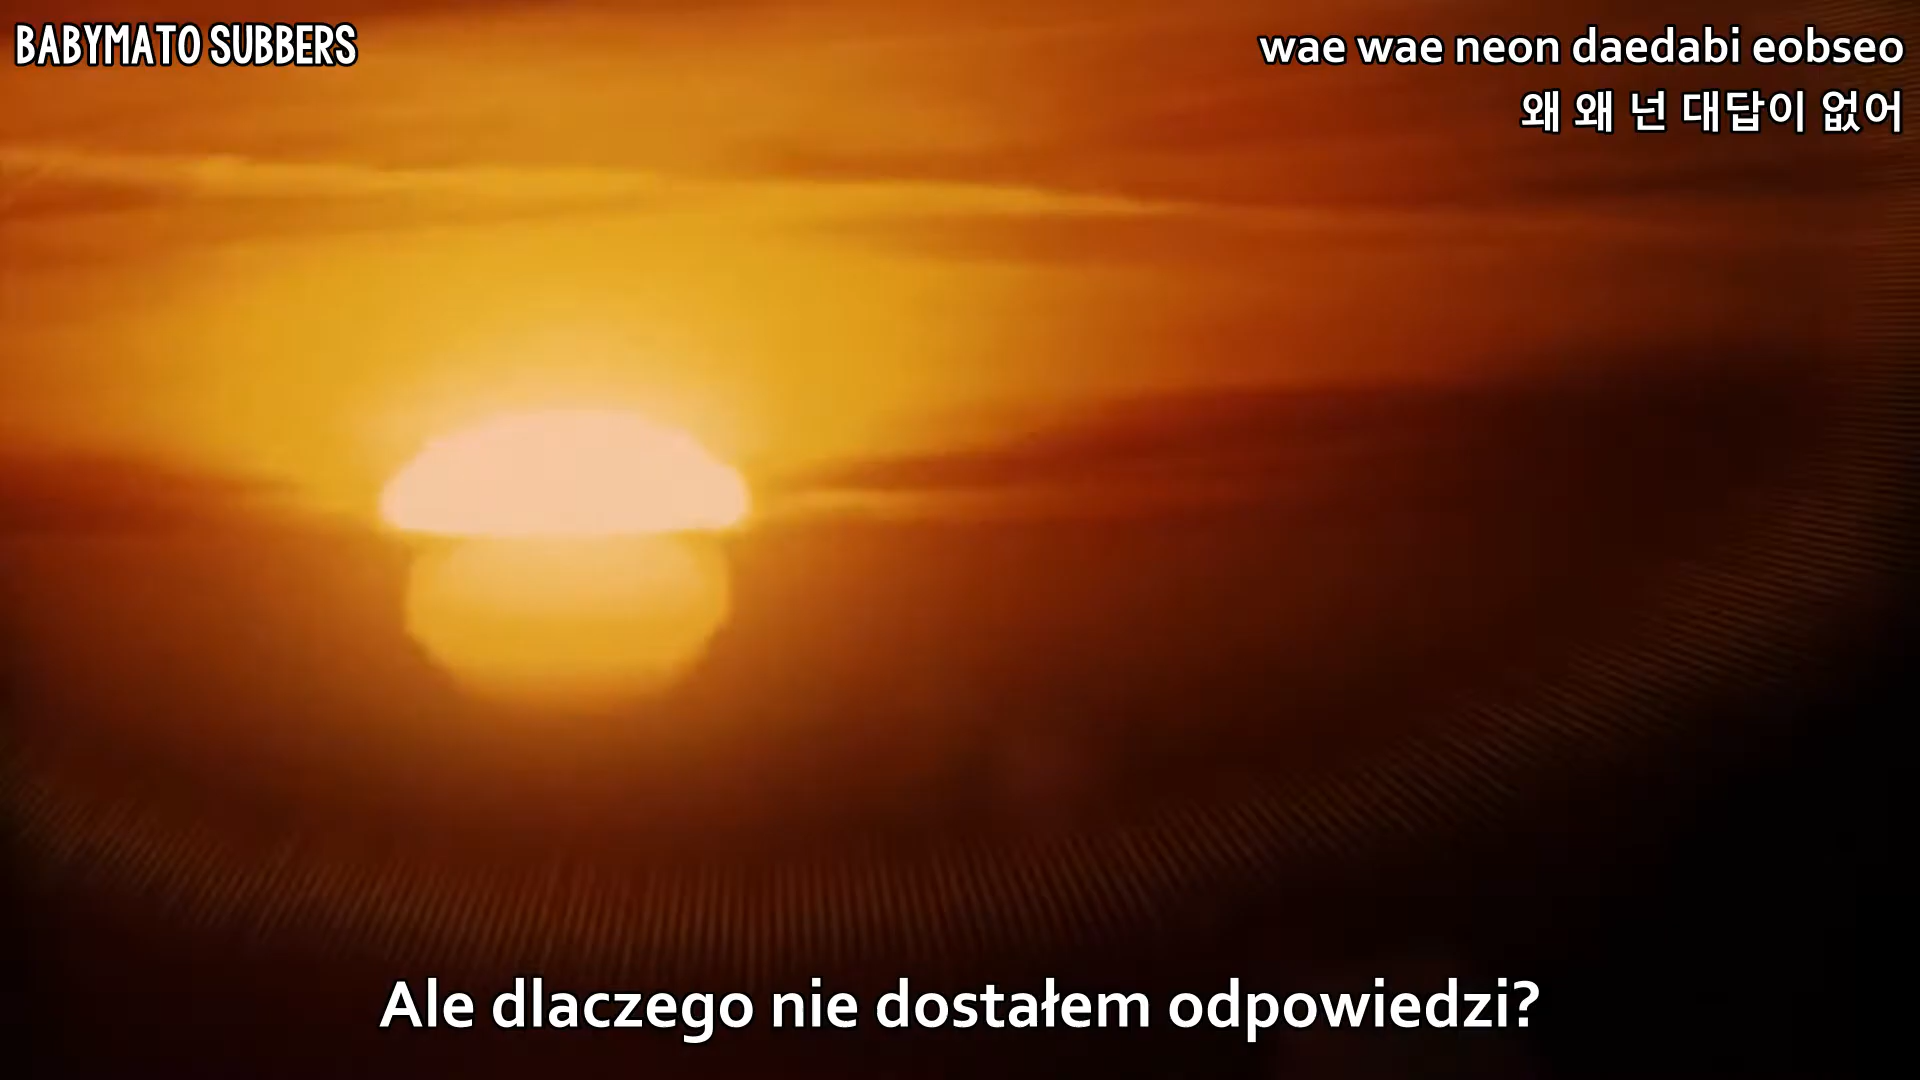 BABYMATO SUBBERS
wae wae neon daedabi eobseo
왜 왜 넌 대답이 없어
Ale dlaczego nie dostałem odpowiedzi?